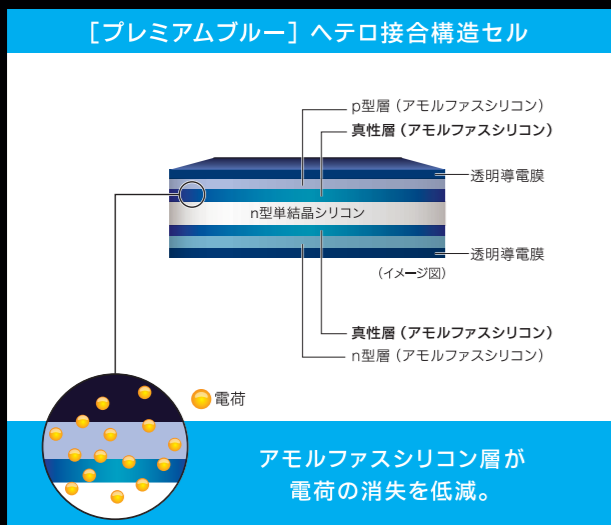 ［プレミアムブルー］ヘテロ接合構造セル
p型層（アモルファスシリコン）
真性層（アモルファスシリコン）
透明導電膜
n型単結晶シリコン
透明導電膜
（イメージ図）
真性層（アモルファスシリコン）
n型層（アモルファスシリコン）
電荷
アモルファスシリコン層が
電荷の消失を低減。